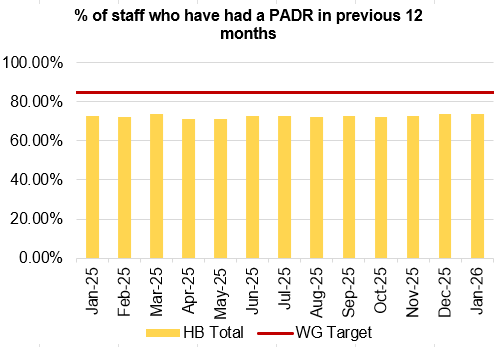 % of staff who have had a PADR in previous 12
months
100.00%
80.00%
60.00%
40.00%
20.00%
0.00%
Jan-25
Feb-25
Mar-25
Apr-25
May-25
Jun-25
Jul-25
Aug-25
Sep-25
Oct-25
Nov-25
Dec-25
Jan-26
HB Total WG Target